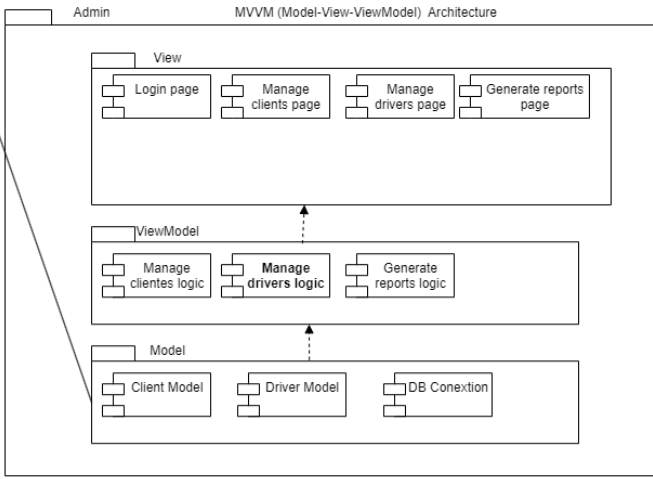 Admin
MVVM (Model-View-ViewModel)  Architecture
View
Login page
Manage
clients page
Manage
drivers page
Generate reports
page
ViewModel
Manage
clientes logic
Manage
drivers logic
Generate
reports logic
Model
Client Model
Driver Model
DB Conextion